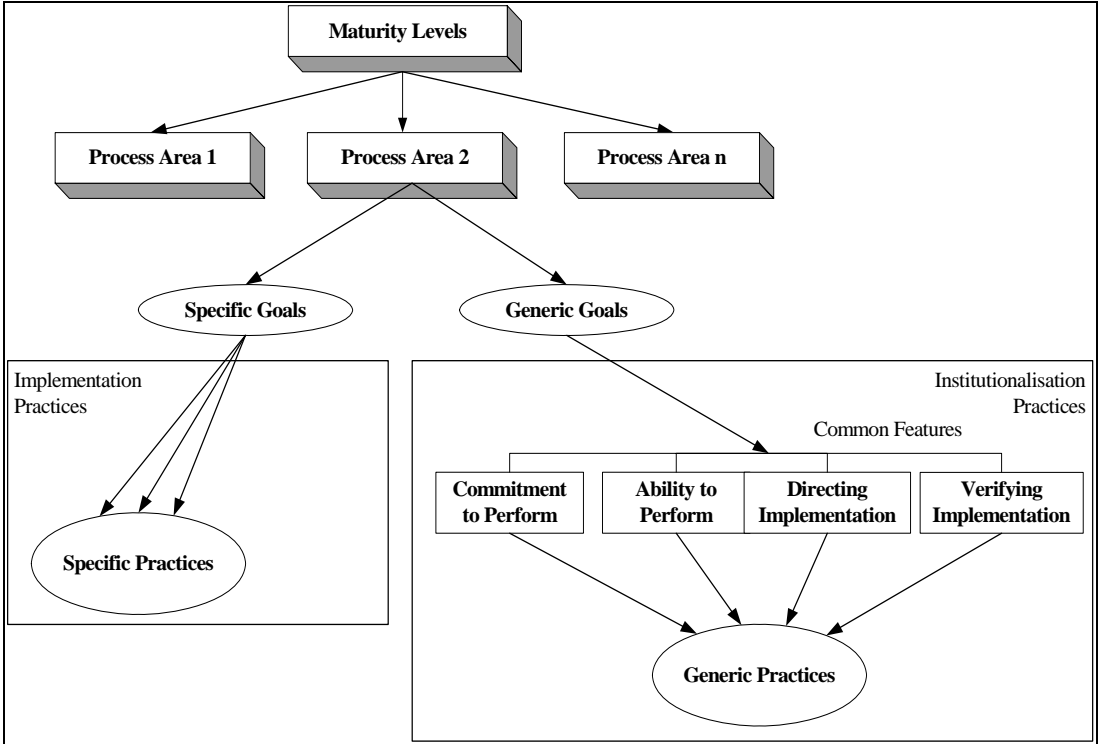 Maturity Levels
Process Area 1
Process Area 2
Process Area n
Specific Goals
Generic Goals
Implementation
Practices
Institutionalisation
Practices
Common Features
Commitment
to Perform
Ability to
Perform
Directing
Implementation
Verifying
Implementation
Specific Practices
Generic Practices